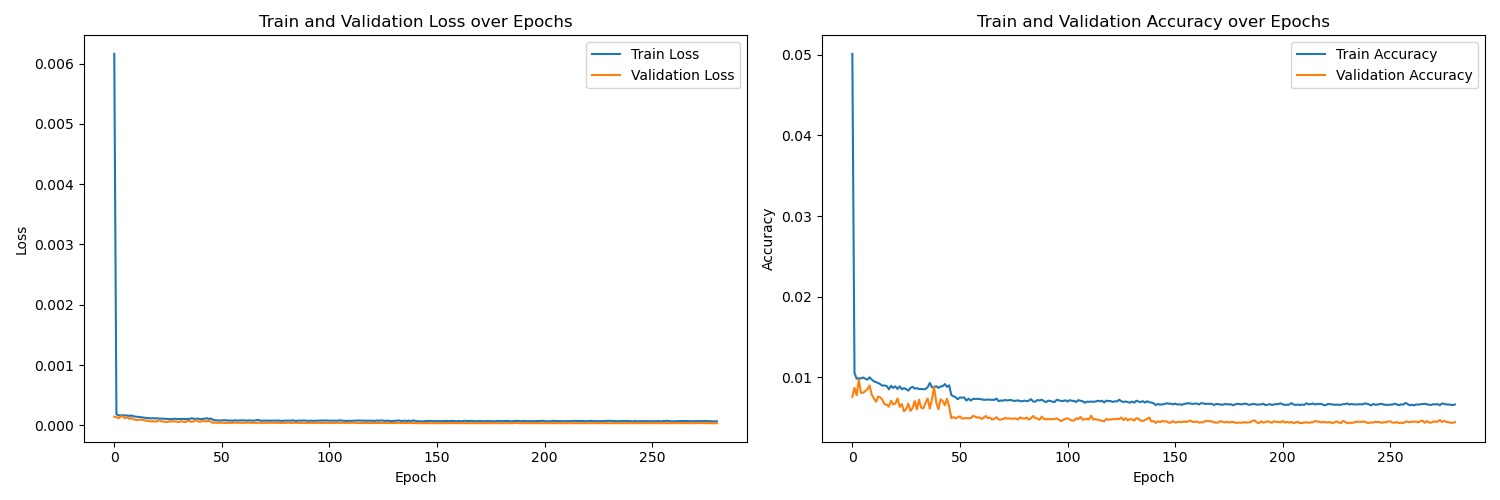 Train and Validation Loss over Epochs
Train Loss
Validation Loss
0.006
0.005
0.004
0.003
0.002
0.001
0.000
Loss
0
50
100
150
200
250
Epoch
Train and Validation Accuracy over Epochs
Train Accuracy
Validation Accuracy
0.05
0.04
0.03
0.02
0.01
Accuracy
0
50
100
150
200
250
Epoch